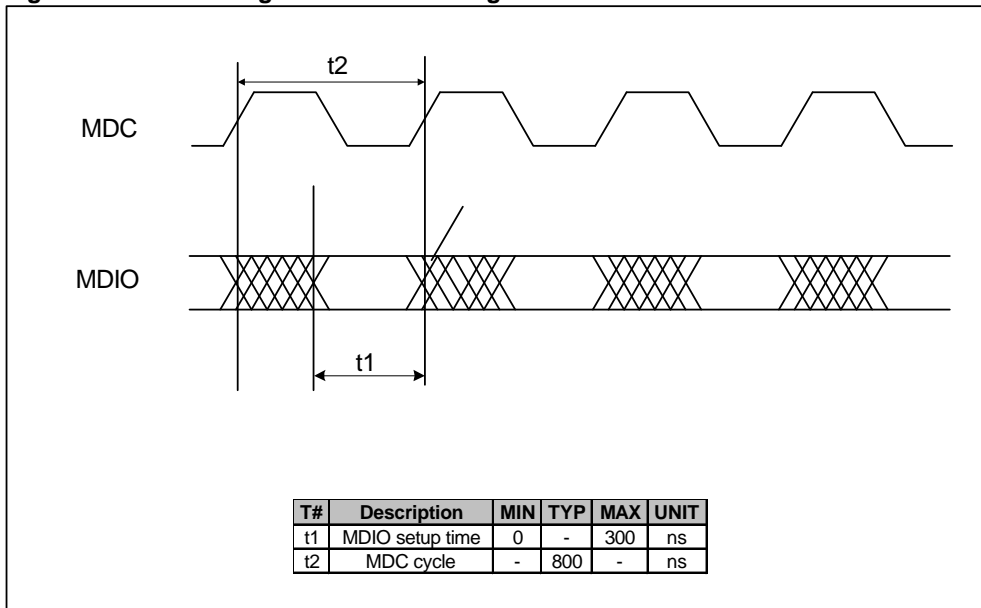 t2
MDC
MDIO
t1
T# Description MIN TYP MAX UNIT
t1 MDIO setup time 0 - 300 ns
t2 MDC cycle - 800 - ns